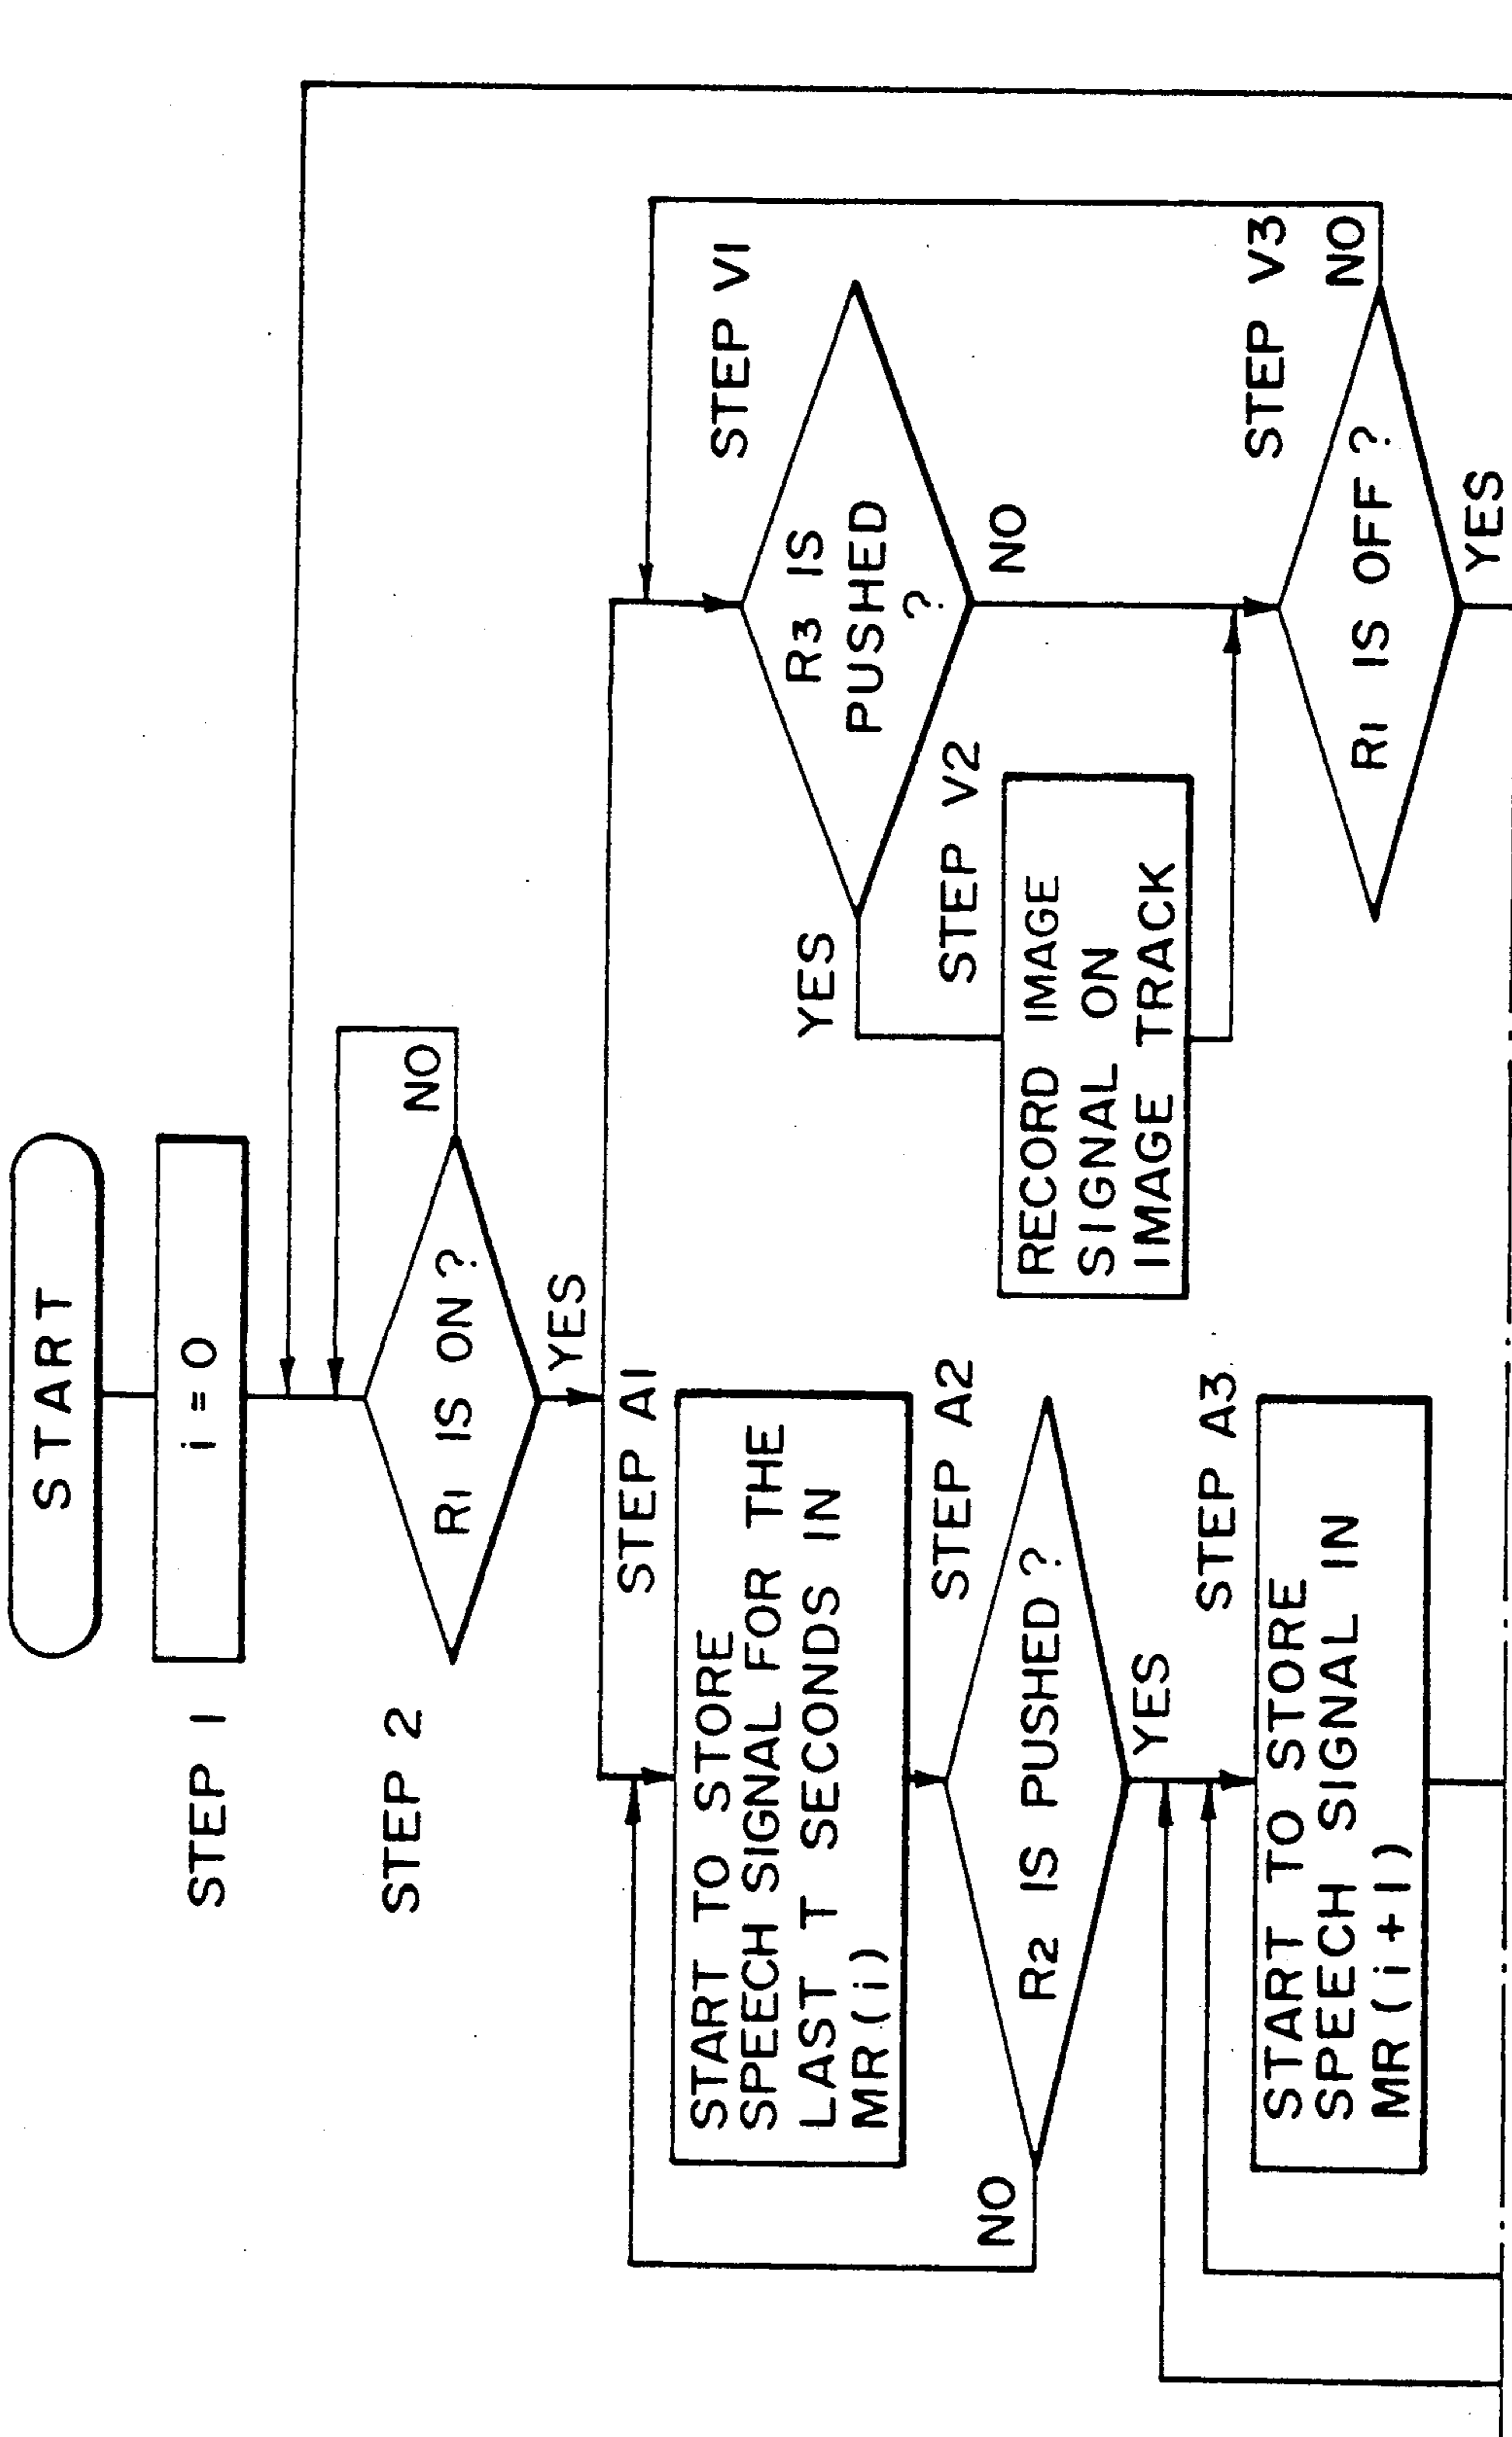 START
STEP 1
i = 0
STEP 2
R1 IS ON ?
NO
YES
STEP A1
START TO STORE
SPEECH SIGNAL FOR THE
LAST T SECONDS IN
MR(i)
STEP A2
R2 IS PUSHED ?
NO
YES
STEP A3
START TO STORE
SPEECH SIGNAL IN
MR(i+1)
STEP V1
R3 IS
PUSHED
?
YES
NO
STEP V2
RECORD IMAGE
SIGNAL ON
IMAGE TRACK
STEP V3
R1 IS OFF ?
NO
YES